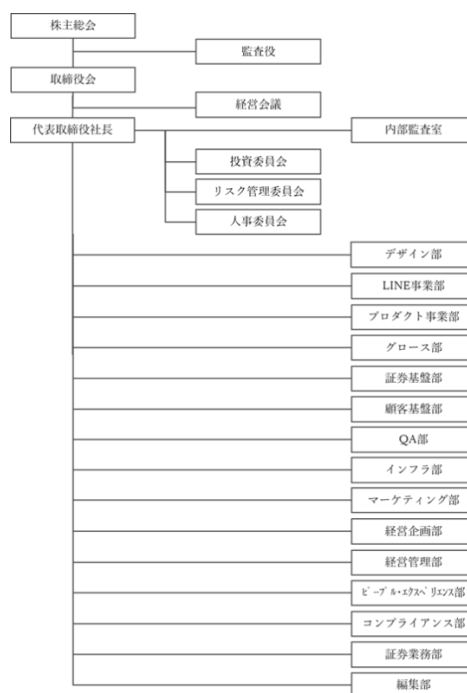 株主総会
監査役
取締役会
経営会議
代表取締役社長
内部監査室
投資委員会
リスク管理委員会
人事委員会
デザイン部
LINE事業部
プロダクト事業部
グロース部
証券基盤部
顧客基盤部
QA部
インフラ部
マーケティング部
経営企画部
経営管理部
ﾋﾟｰﾌﾟﾙ・ｴｸｽﾍﾟﾘｴﾝｽ部
コンプライアンス部
証券業務部
編集部